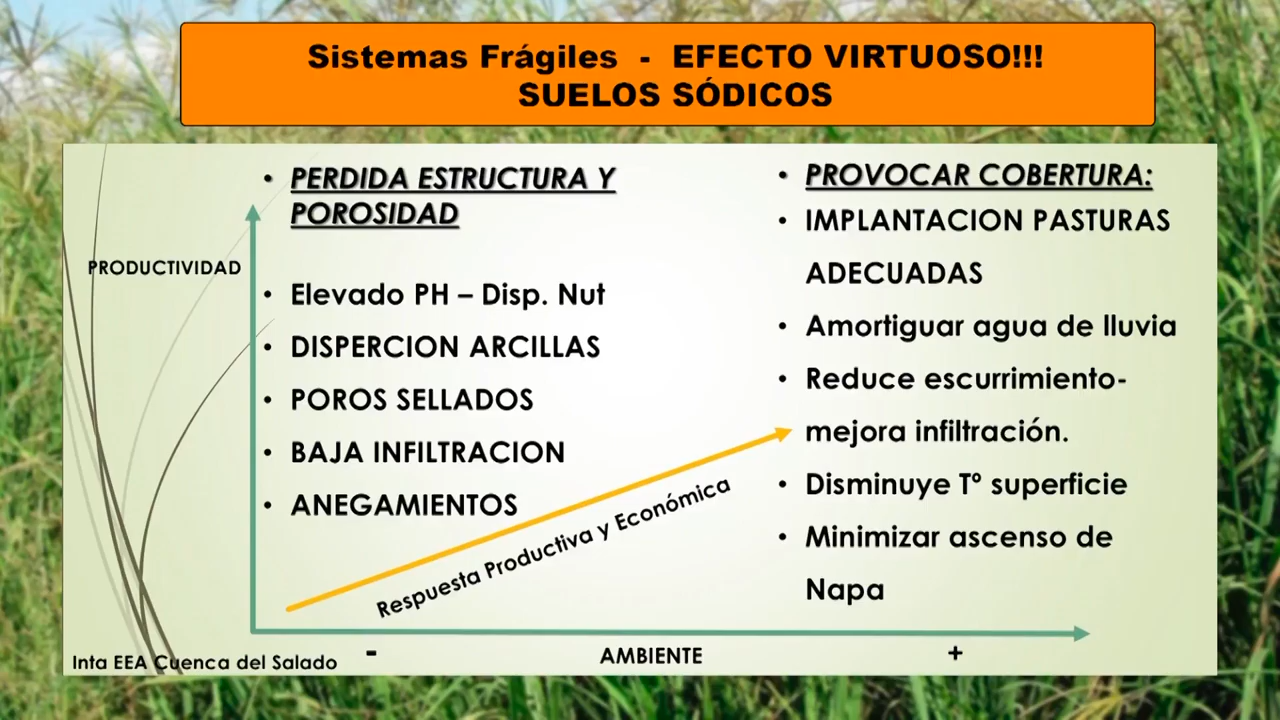 Sistemas Frágiles - EFECTO VIRTUOSO!!!
SUELOS SÓDICOS
• PERDIDA ESTRUCTURA Y
POROSIDAD
PRODUCTIVIDAD
• Elevado PH – Disp. Nut
• DISPERCION ARCILLAS
• POROS SELLADOS
• BAJA INFILTRACION
• ANEGAMIENTOS
• PROVOCAR COBERTURA:
• IMPLANTACION PASTURAS
ADECUADAS
• Amortiguar agua de lluvia
• Reduce escurrimiento-
mejora infiltración.
• Disminuye Tº superficie
• Minimizar ascenso de
Napa
Respuesta Productiva y Económica
- AMBIENTE +
Inta EEA Cuenca del Salado